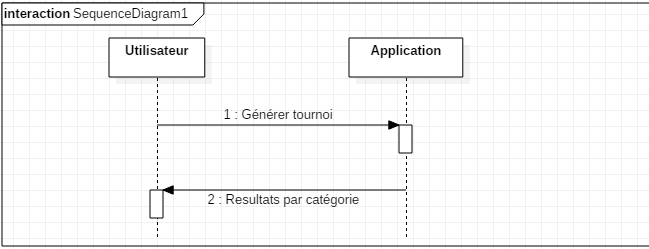 interaction SequenceDiagram1
Utilisateur
Application
1 : Générer tournoi
2 : Resultats par catégorie